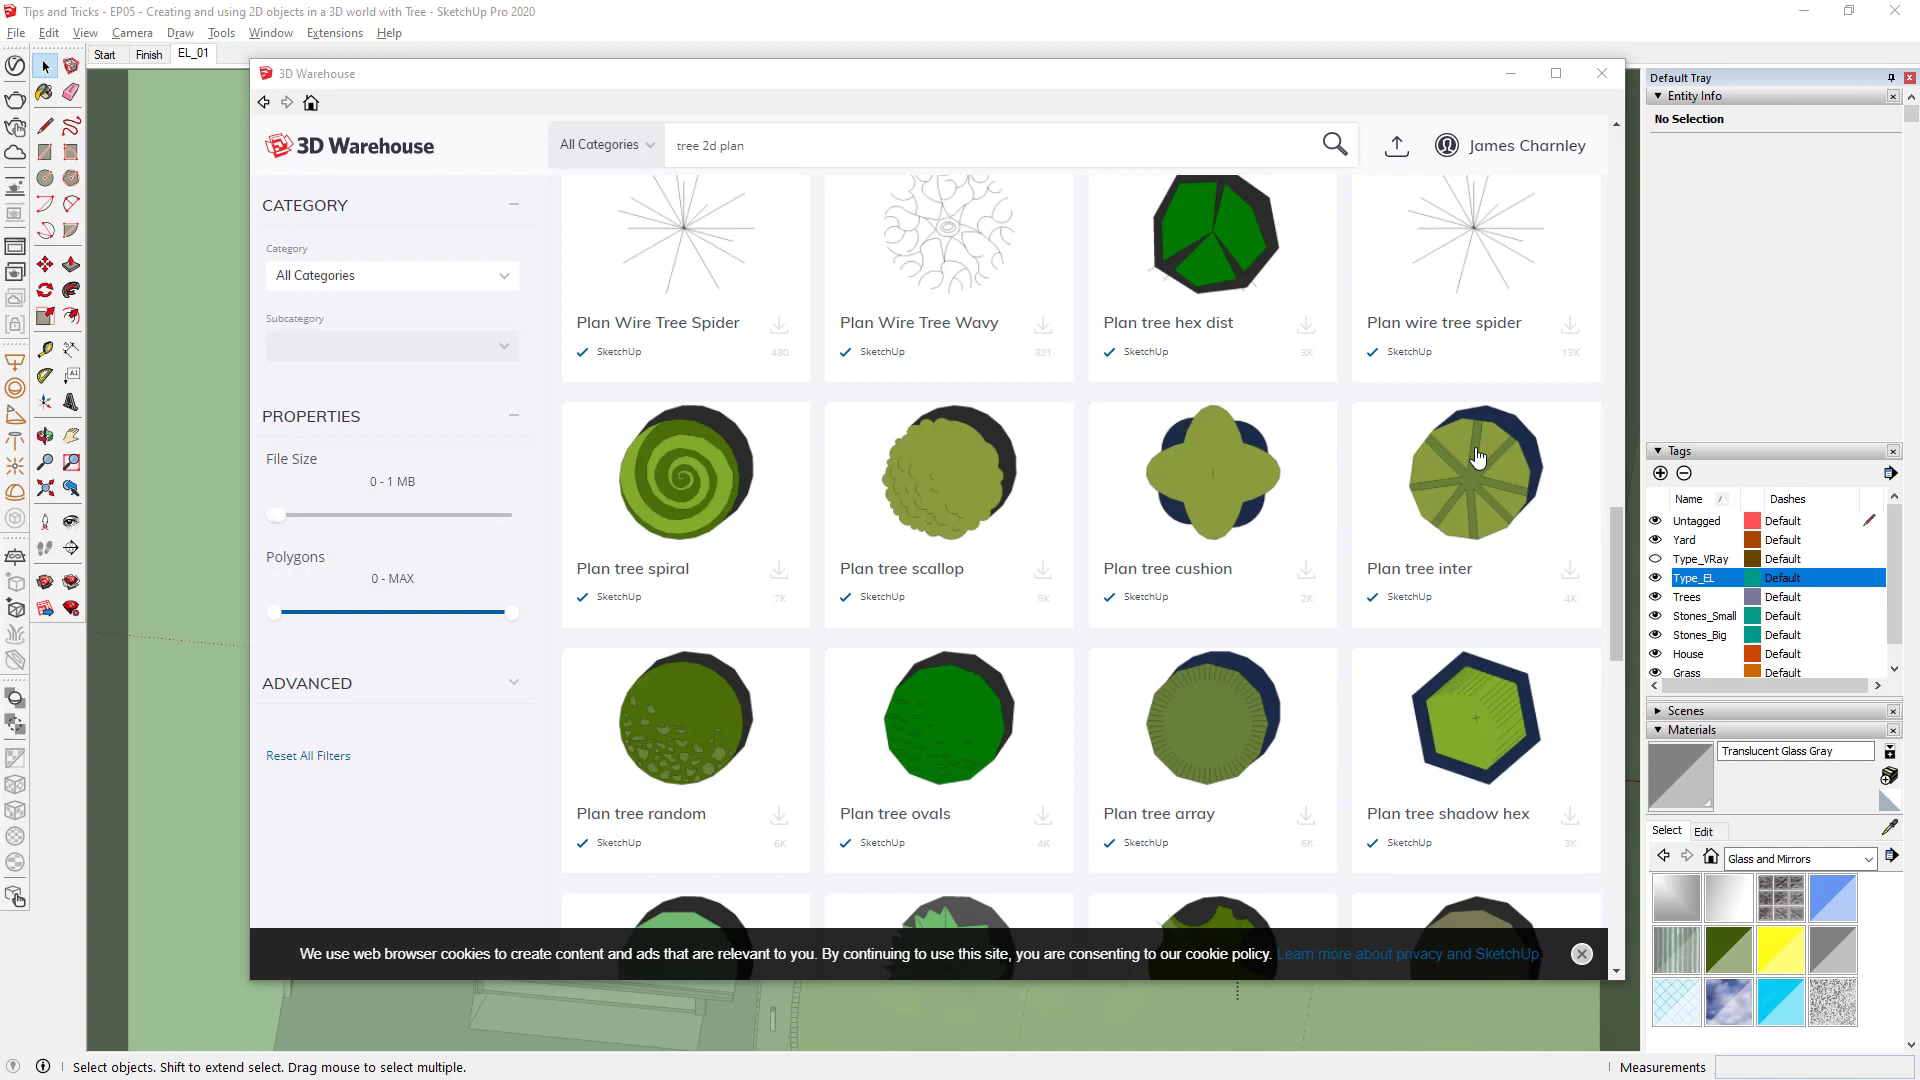 Tips and Tricks - EP05 - Creating and using 2D objects in a 3D world with Tree - SketchUp Pro 2020
File Edit View Camera Draw Tools Window Extensions Help
Start Finish EL_01
3D Warehouse
3D Warehouse
All Categories
tree 2d plan
James Charnley
CATEGORY
Category
All Categories
Subcategory
PROPERTIES
File Size
0 - 1 MB
Polygons
0 - MAX
ADVANCED
Reset All Filters
Plan Wire Tree Spider
SketchUp 480
Plan Wire Tree Wavy
SketchUp 821
Plan tree hex dist
SketchUp 3K
Plan wire tree spider
SketchUp 13K
Plan tree spiral
SketchUp 7K
Plan tree scallop
SketchUp 9K
Plan tree cushion
SketchUp 2K
Plan tree inter
SketchUp 4K
Plan tree random
SketchUp 6K
Plan tree ovals
SketchUp 4K
Plan tree array
SketchUp 6K
Plan tree shadow hex
SketchUp 3K
We use web browser cookies to create content and ads that are relevant to you. By continuing to use this site, you are consenting to our cookie policy. Learn more about privacy and SketchUp.
Default Tray
Entity Info
No Selection
Tags
Name Dashes
Untagged Default
Yard Default
Type_VRay Default
Type_EL Default
Trees Default
Stones_Small Default
Stones_Big Default
House Default
Grass Default
Scenes
Materials
Translucent Glass Gray
Select Edit
Glass and Mirrors
Select objects. Shift to extend select. Drag mouse to select multiple.
Measurements